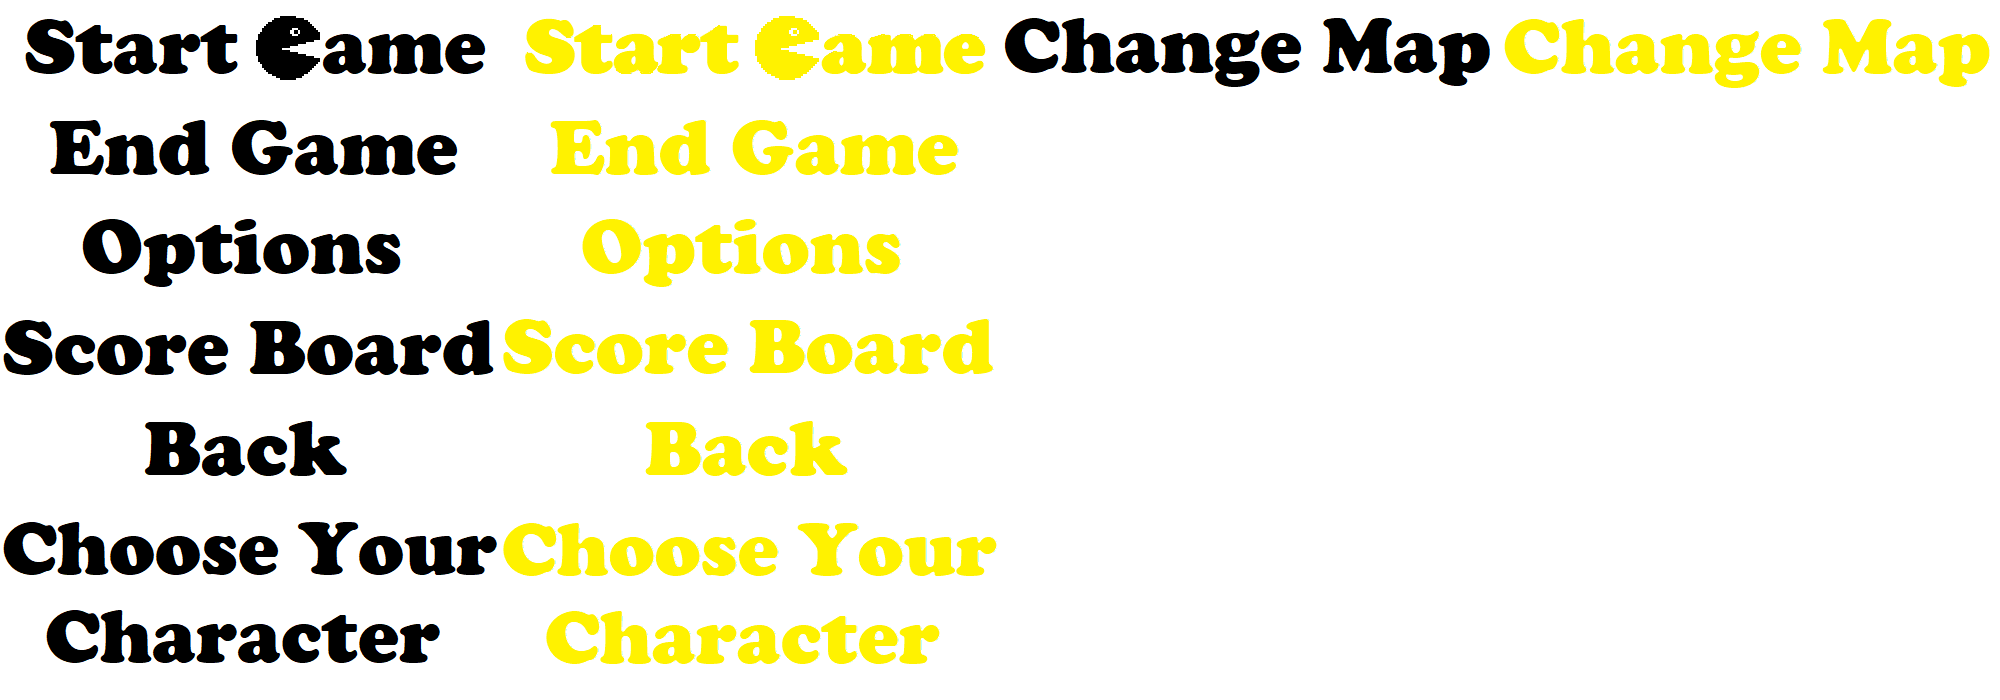 Start Game Start Game Change Map Change Map
End Game End Game
Options Options
Score Board Score Board
Back Back
Choose Your Choose Your
Character Character